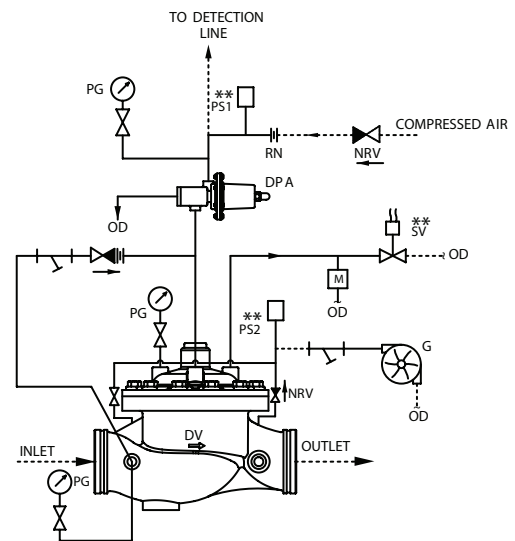 TO DETECTION
LINE
PG
**
PS1
COMPRESSED AIR
RN
NRV
DPA
OD
**
SV
OD
M
OD
PG
**
PS2
G
NRV
OD
DV
INLET
OUTLET
PG